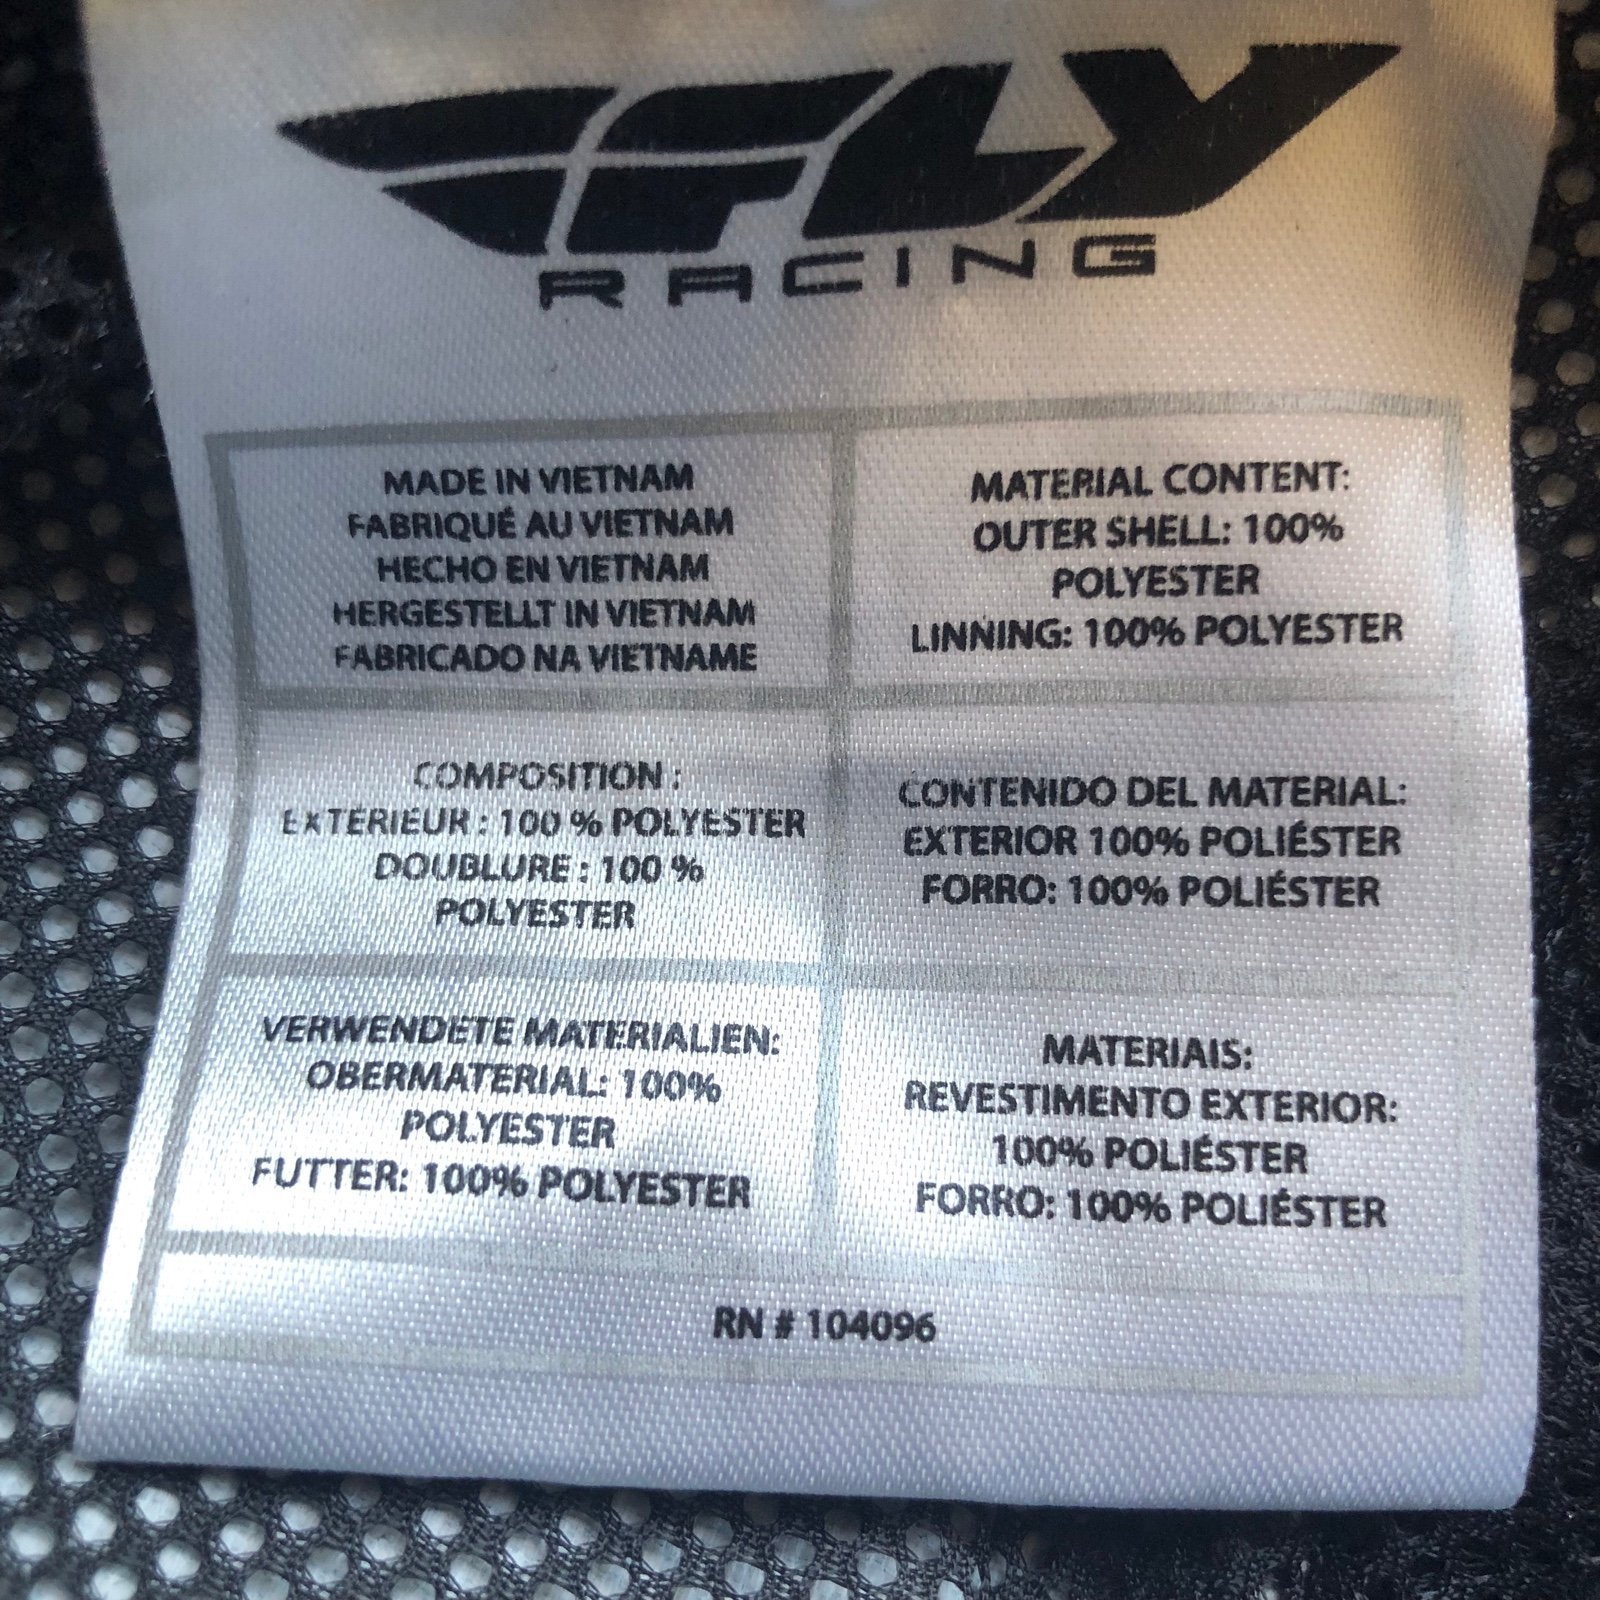 FLY
RACING
MADE IN VIETNAM
FABRIQUÉ AU VIETNAM
HECHO EN VIETNAM
HERGESTELLT IN VIETNAM
FABRICADO NA VIETNAME
MATERIAL CONTENT:
OUTER SHELL: 100%
POLYESTER
LINNING: 100% POLYESTER
COMPOSITION :
EXTÉRIEUR : 100 % POLYESTER
DOUBLURE : 100 %
POLYESTER
CONTENIDO DEL MATERIAL:
EXTERIOR 100% POLIÉSTER
FORRO: 100% POLIÉSTER
VERWENDETE MATERIALIEN:
OBERMATERIAL: 100%
POLYESTER
FUTTER: 100% POLYESTER
MATERIAIS:
REVESTIMENTO EXTERIOR:
100% POLIÉSTER
FORRO: 100% POLIÉSTER
RN # 104096